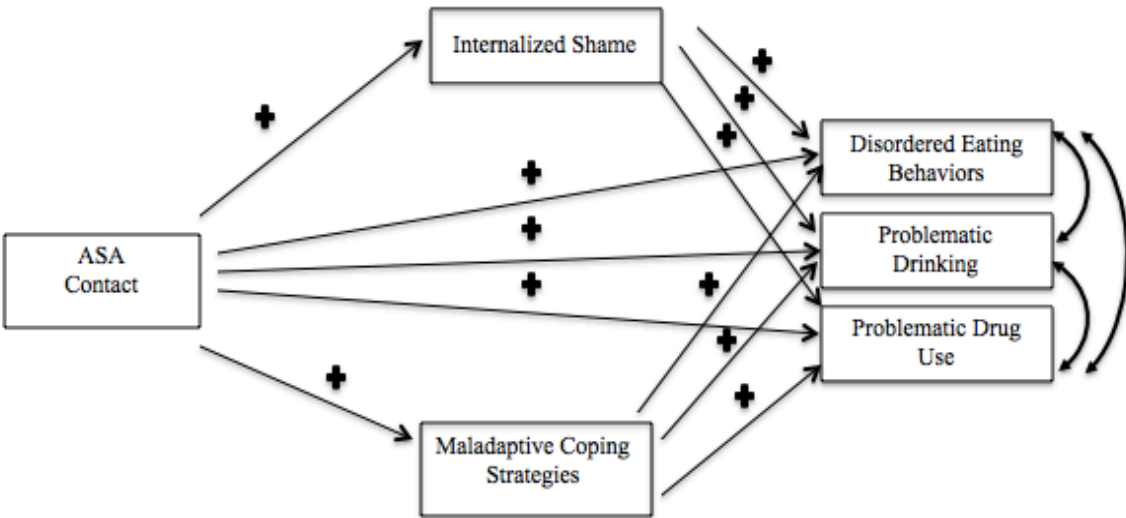 Internalized Shame
Disordered Eating
Behaviors
ASA
Contact
Problematic
Drinking
Problematic Drug
Use
Maladaptive Coping
Strategies